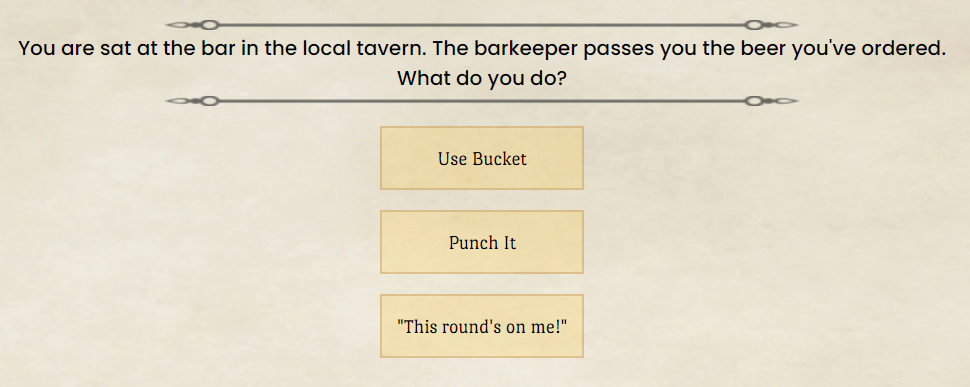 You are sat at the bar in the local tavern. The barkeeper passes you the beer you've ordered.
What do you do?
Use Bucket
Punch It
"This round's on me!"